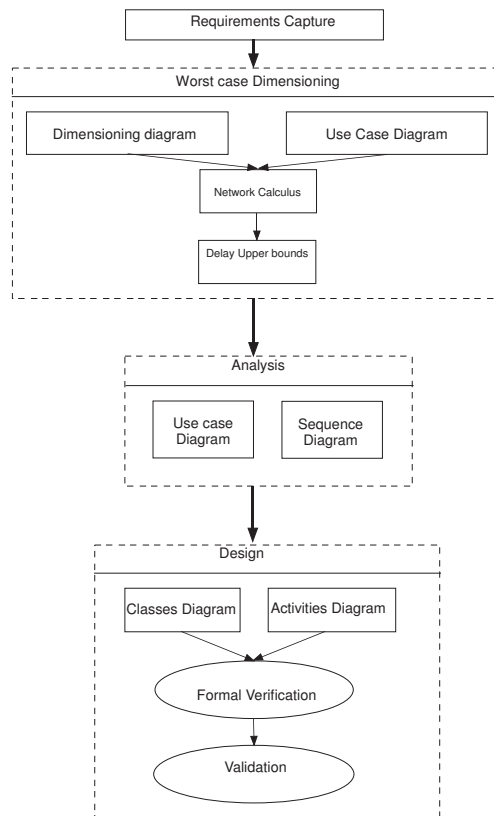 Requirements Capture
Worst case Dimensioning
Dimensioning diagram
Use Case Diagram
Network Calculus
Delay Upper bounds
Analysis
Use case
Diagram
Sequence
Diagram
Design
Classes Diagram
Activities Diagram
Formal Verification
Validation